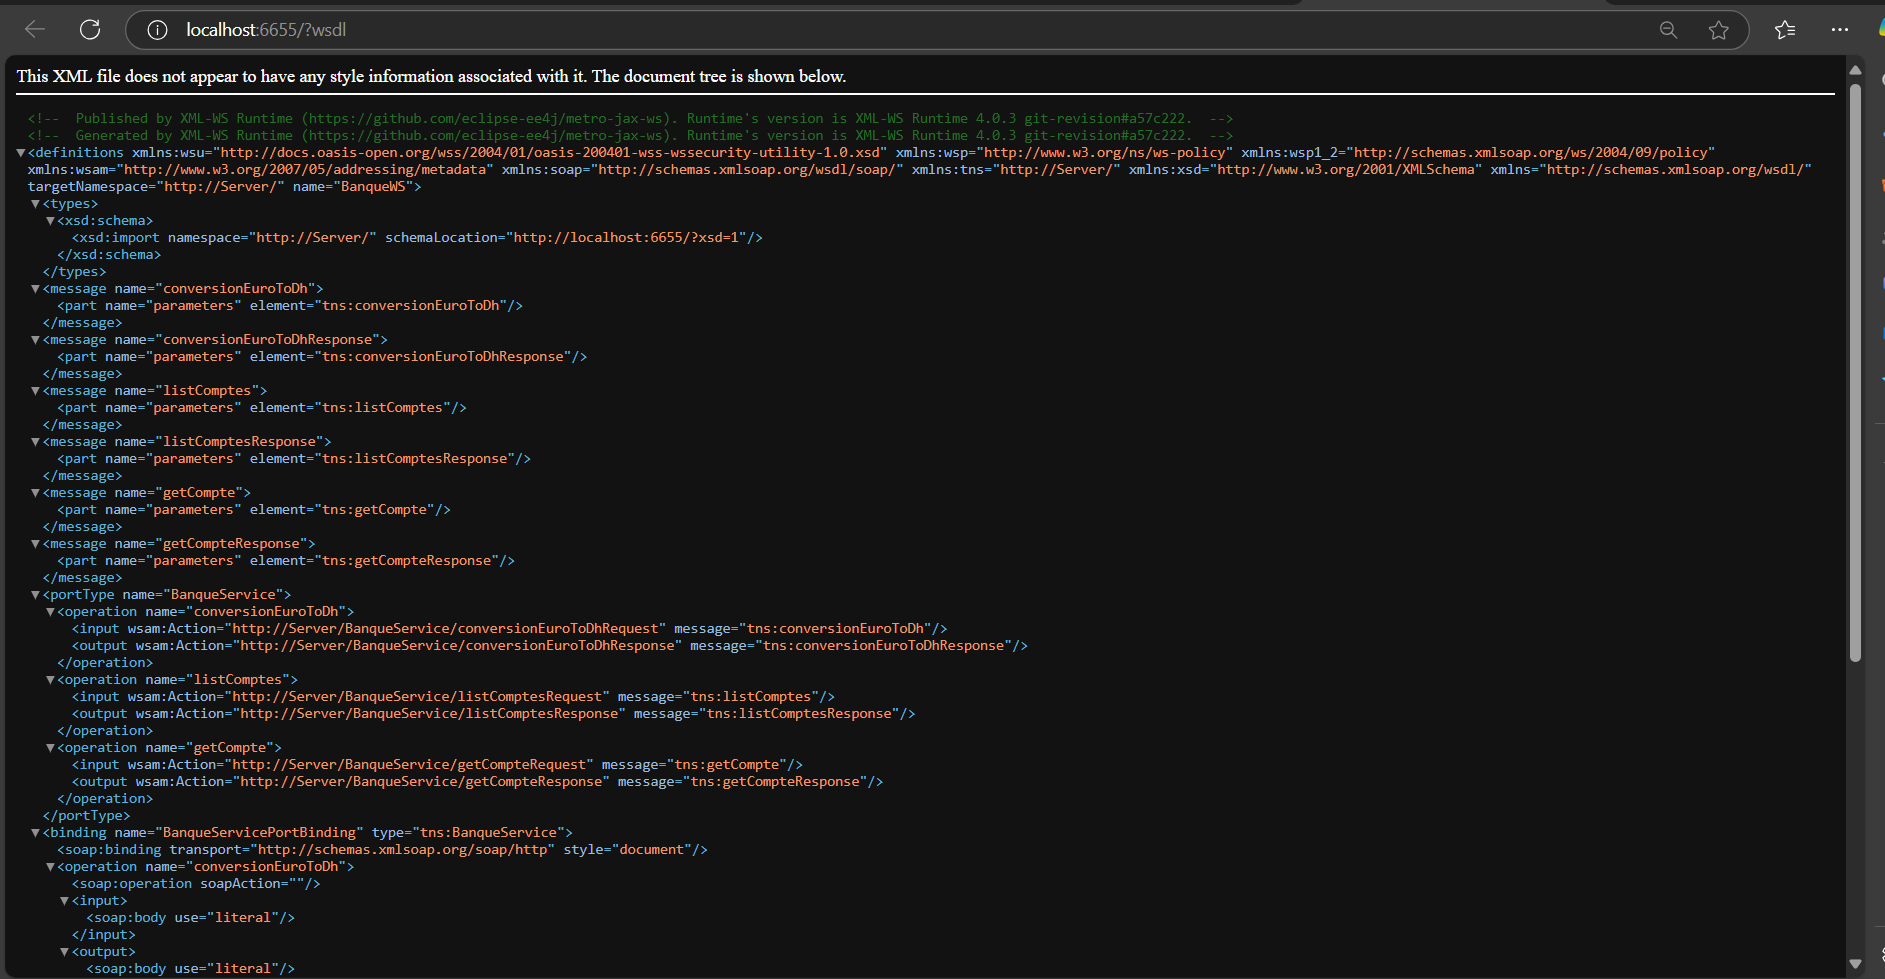 localhost:6655/?wsdl
This XML file does not appear to have any style information associated with it. The document tree is shown below.
<!--  Published by XML-WS Runtime (https://github.com/eclipse-ee4j/metro-jax-ws). Runtime's version is XML-WS Runtime 4.0.3 git-revision#a57c222.  -->
<!--  Generated by XML-WS Runtime (https://github.com/eclipse-ee4j/metro-jax-ws). Runtime's version is XML-WS Runtime 4.0.3 git-revision#a57c222.  -->
▼<definitions xmlns:wsu="http://docs.oasis-open.org/wss/2004/01/oasis-200401-wss-wssecurity-utility-1.0.xsd" xmlns:wsp="http://www.w3.org/ns/ws-policy" xmlns:wsp1_2="http://schemas.xmlsoap.org/ws/2004/09/policy"
xmlns:wsam="http://www.w3.org/2007/05/addressing/metadata" xmlns:soap="http://schemas.xmlsoap.org/wsdl/soap/" xmlns:tns="http://Server/" xmlns:xsd="http://www.w3.org/2001/XMLSchema" xmlns="http://schemas.xmlsoap.org/wsdl/"
targetNamespace="http://Server/" name="BanqueWS">
▼<types>
▼<xsd:schema>
<xsd:import namespace="http://Server/" schemaLocation="http://localhost:6655/?xsd=1"/>
</xsd:schema>
</types>
▼<message name="conversionEuroToDh">
<part name="parameters" element="tns:conversionEuroToDh"/>
</message>
▼<message name="conversionEuroToDhResponse">
<part name="parameters" element="tns:conversionEuroToDhResponse"/>
</message>
▼<message name="listComptes">
<part name="parameters" element="tns:listComptes"/>
</message>
▼<message name="listComptesResponse">
<part name="parameters" element="tns:listComptesResponse"/>
</message>
▼<message name="getCompte">
<part name="parameters" element="tns:getCompte"/>
</message>
▼<message name="getCompteResponse">
<part name="parameters" element="tns:getCompteResponse"/>
</message>
▼<portType name="BanqueService">
▼<operation name="conversionEuroToDh">
<input wsam:Action="http://Server/BanqueService/conversionEuroToDhRequest" message="tns:conversionEuroToDh"/>
<output wsam:Action="http://Server/BanqueService/conversionEuroToDhResponse" message="tns:conversionEuroToDhResponse"/>
</operation>
▼<operation name="listComptes">
<input wsam:Action="http://Server/BanqueService/listComptesRequest" message="tns:listComptes"/>
<output wsam:Action="http://Server/BanqueService/listComptesResponse" message="tns:listComptesResponse"/>
</operation>
▼<operation name="getCompte">
<input wsam:Action="http://Server/BanqueService/getCompteRequest" message="tns:getCompte"/>
<output wsam:Action="http://Server/BanqueService/getCompteResponse" message="tns:getCompteResponse"/>
</operation>
</portType>
▼<binding name="BanqueServicePortBinding" type="tns:BanqueService">
<soap:binding transport="http://schemas.xmlsoap.org/soap/http" style="document"/>
▼<operation name="conversionEuroToDh">
<soap:operation soapAction=""/>
▼<input>
<soap:body use="literal"/>
</input>
▼<output>
<soap:body use="literal"/>